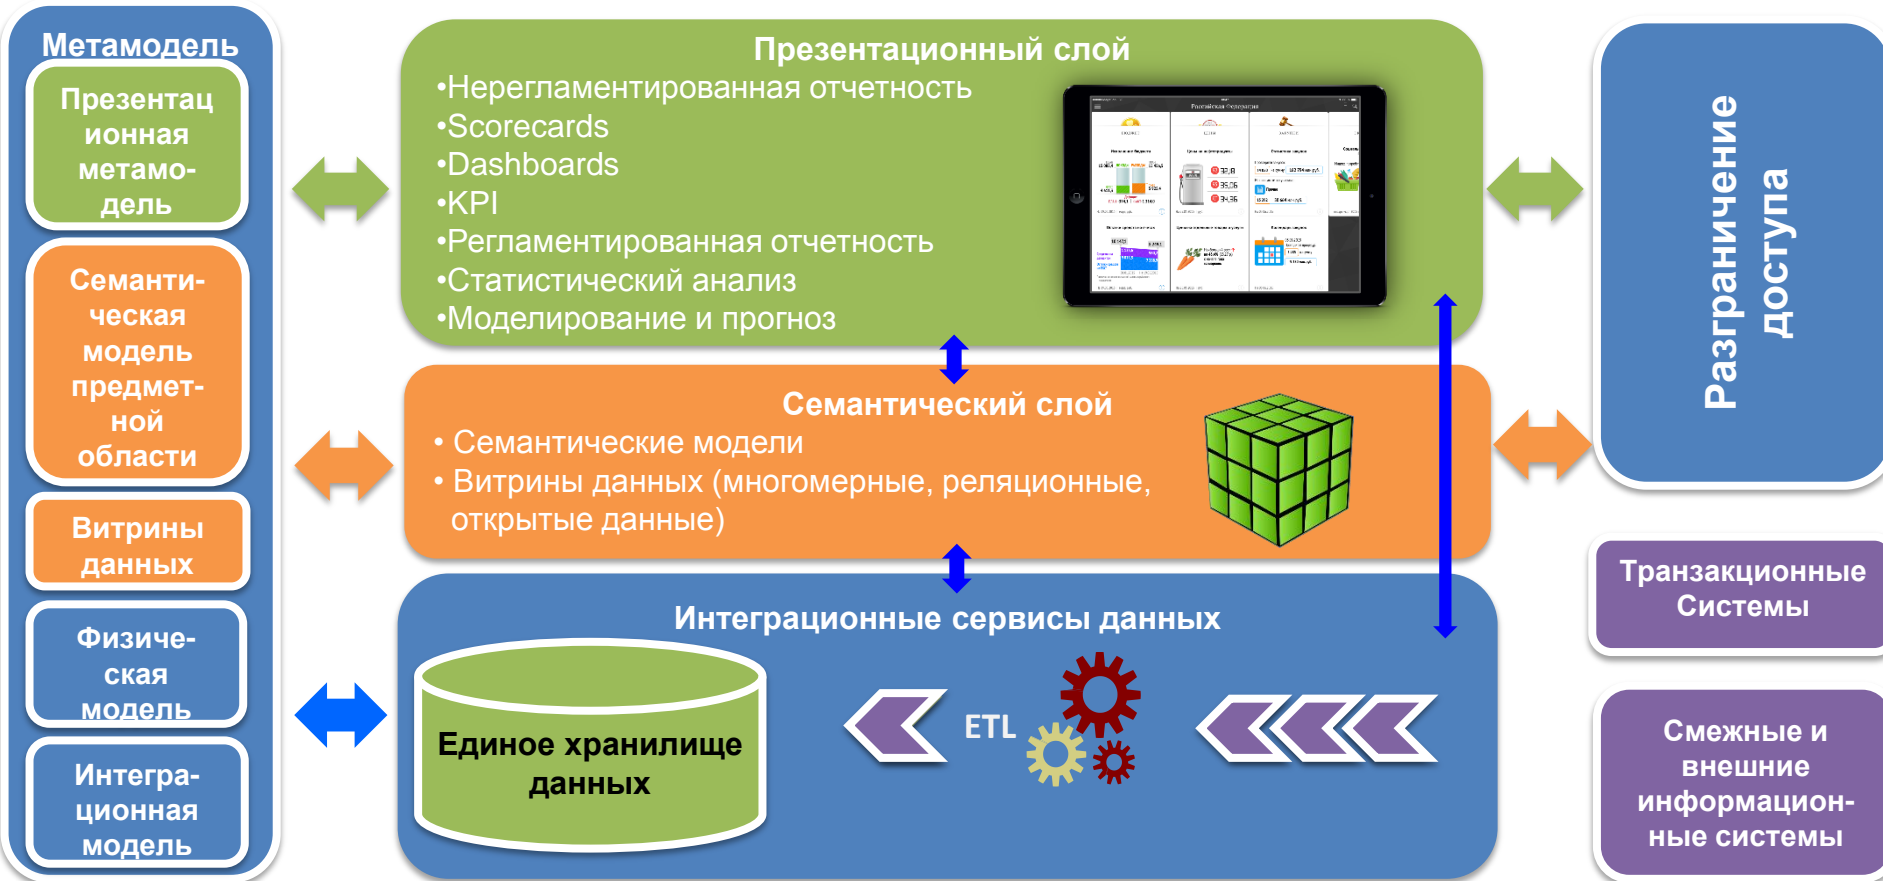 Метамодель
Презентац
ионная
метамо-
дель
Семанти-
ческая
модель
предмет-
ной
области
Витрины
данных
Физиче-
ская
модель
Интегра-
ционная
модель
Презентационный слой
•Нерегламентированная отчетность
•Scorecards
•Dashboards
•KPI
•Регламентированная отчетность
•Статистический анализ
•Моделирование и прогноз
Российская Федерация
Семантический слой
• Семантические модели
• Витрины данных (многомерные, реляционные,
открытые данные)
Интеграционные сервисы данных
Единое хранилище
данных
ETL
Разграничение
доступа
Транзакционные
Системы
Смежные и
внешние
информацион-
ные системы